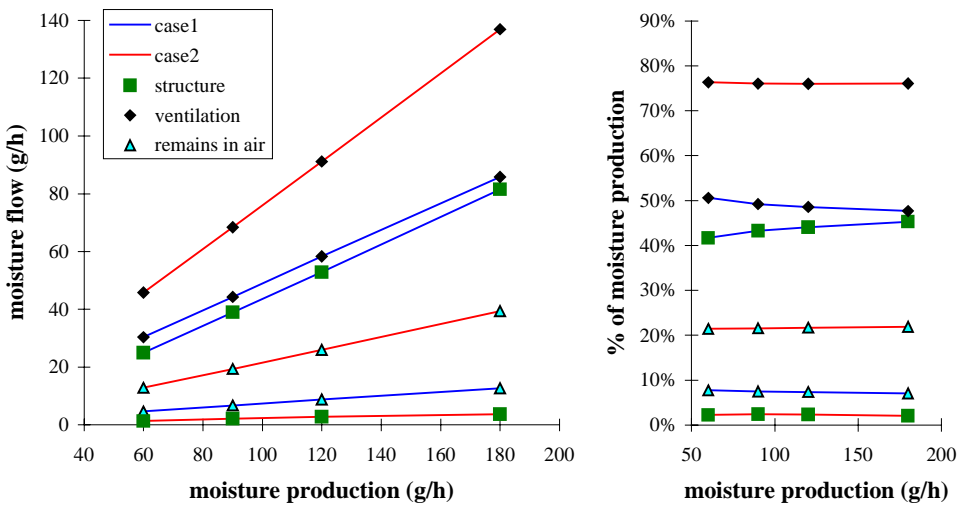 case1
case2
structure
ventilation
remains in air
moisture flow (g/h)
140
120
100
80
60
40
20
0
40 60 80 100 120 140 160 180 200
moisture production (g/h)
% of moisture production
90%
80%
70%
60%
50%
40%
30%
20%
10%
0%
50 100 150 200
moisture production (g/h)